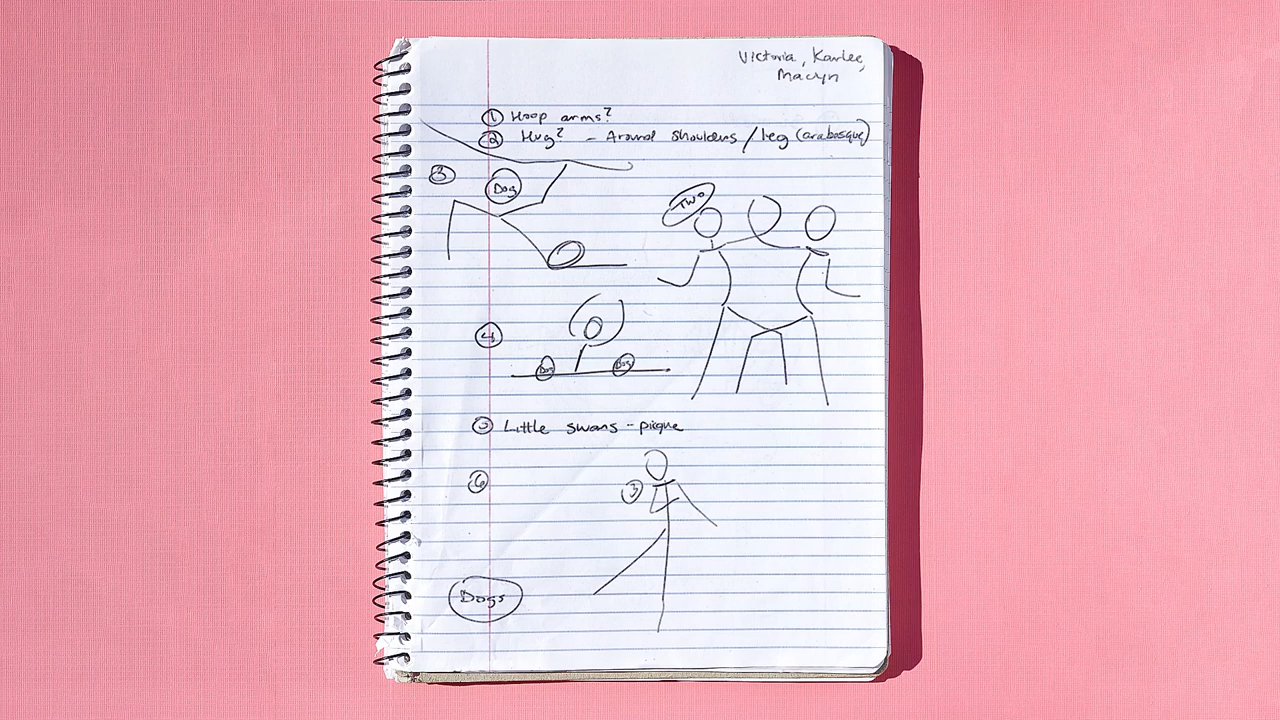 Victoria, Karlee,
Macyn
① Hoop arms?
② Hug? - Around shoulders / leg (arabesque)
③ Dog
TWO
④
Dog Dog
⑤ Little swans - pique
⑥
③
Dogs